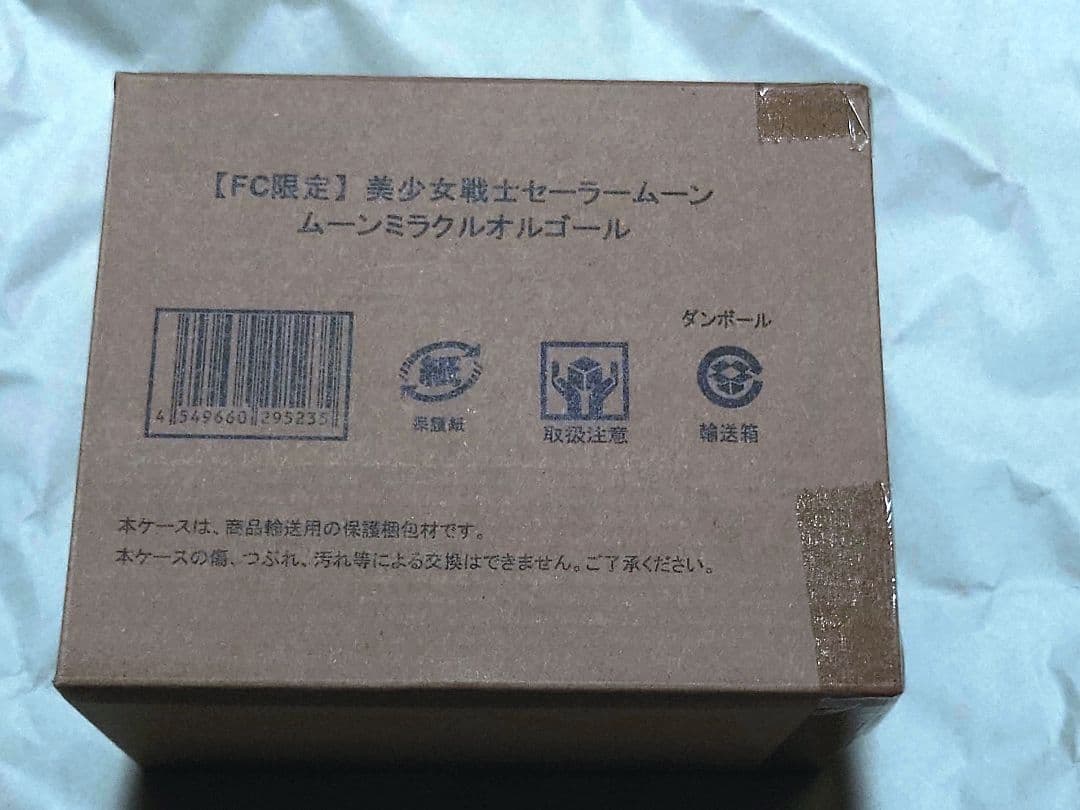 【FC限定】美少女戦士セーラームーン
ムーンミラクルオルゴール
ダンボール
4 549660 295235
紙
保護紙
取扱注意
輸送箱
本ケースは、商品輸送用の保護梱包材です。
本ケースの傷、つぶれ、汚れ等による交換はできません。ご了承ください。